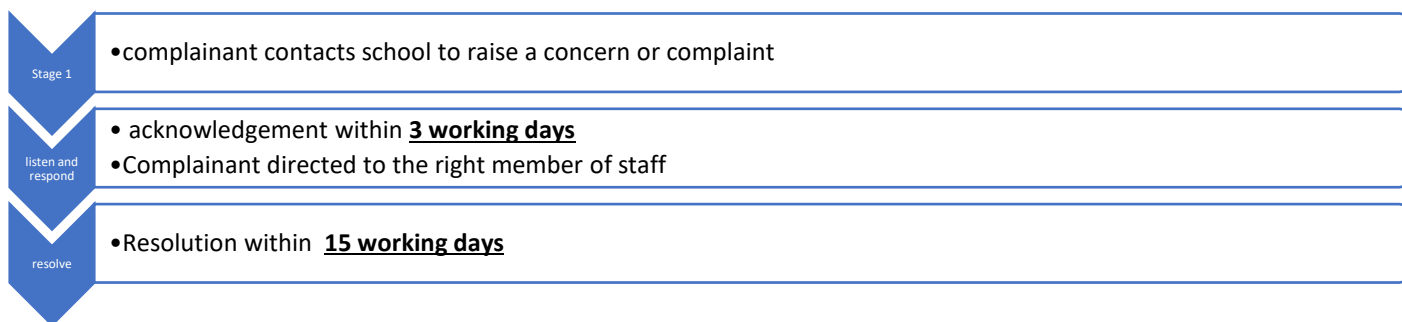 Stage 1
•complainant contacts school to raise a concern or complaint
listen and
respond
• acknowledgement within 3 working days
•Complainant directed to the right member of staff
resolve
•Resolution within 15 working days